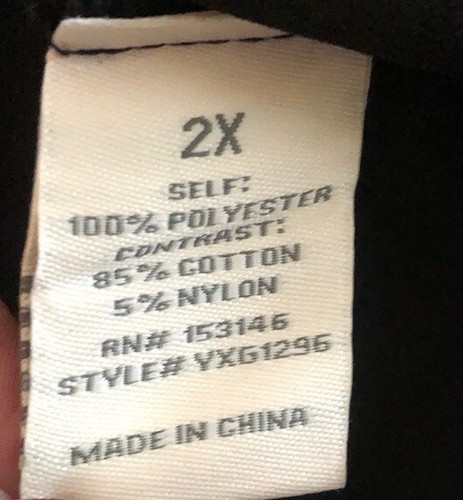 2X
SELF:
100% POLYESTER
CONTRAST:
85% COTTON
5% NYLON
RN# 153146
STYLE# YXG1296
MADE IN CHINA